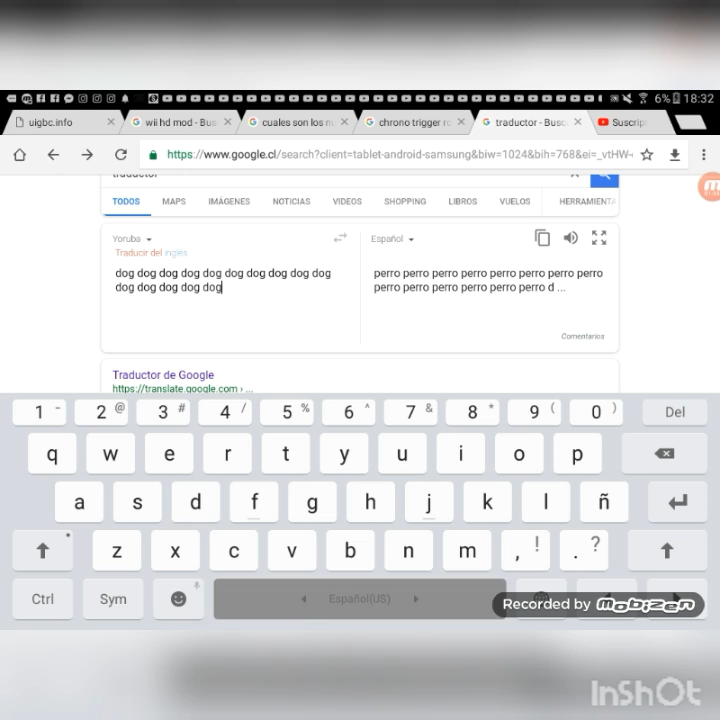 6% 18:32
uigbc.info
wii hd mod - Bus
cuales son los n
chrono trigger ro
traductor - Busc
Suscrip
https://www.google.cl/search?client=tablet-android-samsung&biw=1024&bih=768&ei=_vtHW-
traductor
TODOS MAPS IMÁGENES NOTICIAS VIDEOS SHOPPING LIBROS VUELOS HERRAMIENTA
Yoruba
Español
Traducir del inglés
dog dog dog dog dog dog dog dog dog dog
dog dog dog dog dog
perro perro perro perro perro perro perro perro
perro perro perro perro perro perro d ...
Comentarios
Traductor de Google
https://translate.google.com › ...
1 - 2 @ 3 # 4 / 5 % 6 ^ 7 & 8 * 9 ( 0 ) Del
q w e r t y u i o p
a s d f g h j k l ñ
z x c v b n m , ! . ?
Ctrl Sym Español(US)
Recorded by mobizen
InShOt